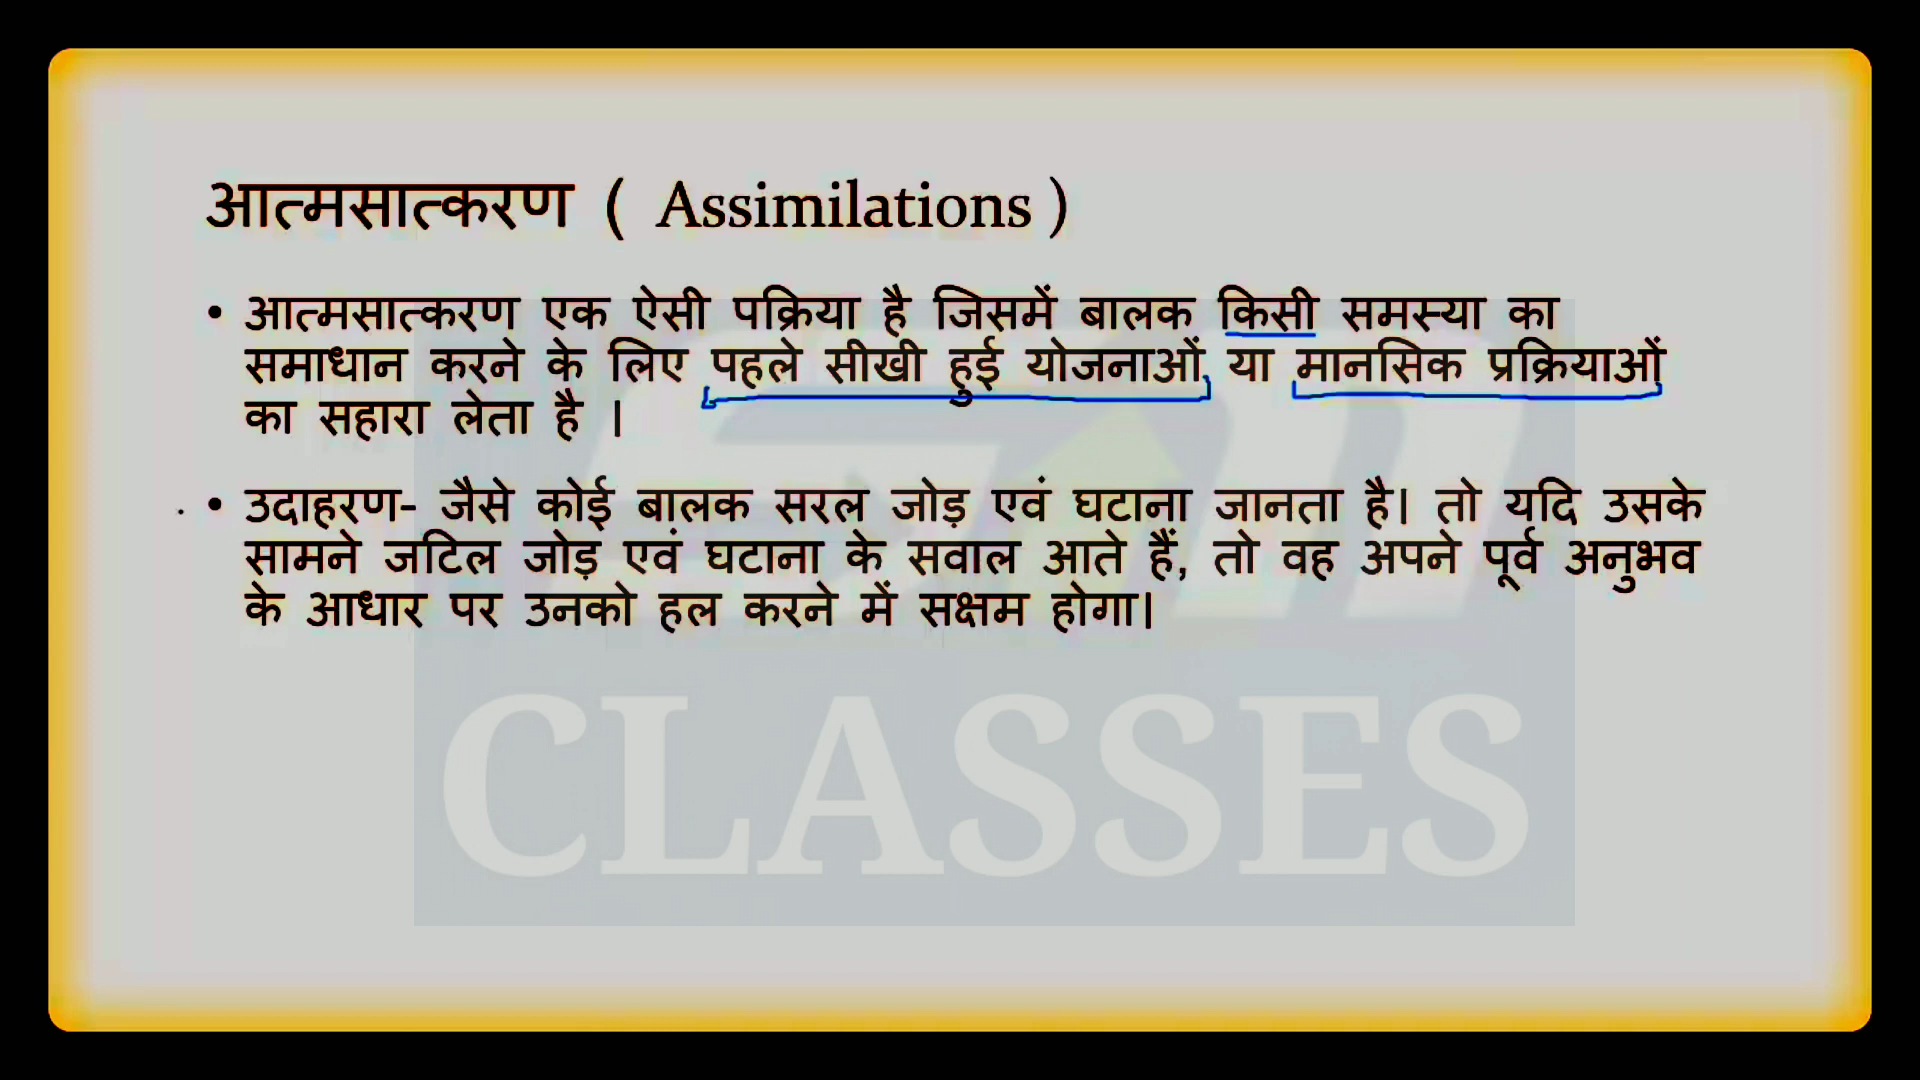 आत्मसात्करण ( Assimilations )
• आत्मसात्करण एक ऐसी पक्रिया है जिसमें बालक किसी समस्या का
समाधान करने के लिए पहले सीखी हुई योजनाओं या मानसिक प्रक्रियाओं
का सहारा लेता है ।
• उदाहरण- जैसे कोई बालक सरल जोड़ एवं घटाना जानता है। तो यदि उसके
सामने जटिल जोड़ एवं घटाना के सवाल आते हैं, तो वह अपने पूर्व अनुभव
के आधार पर उनको हल करने में सक्षम होगा।
CLASSES